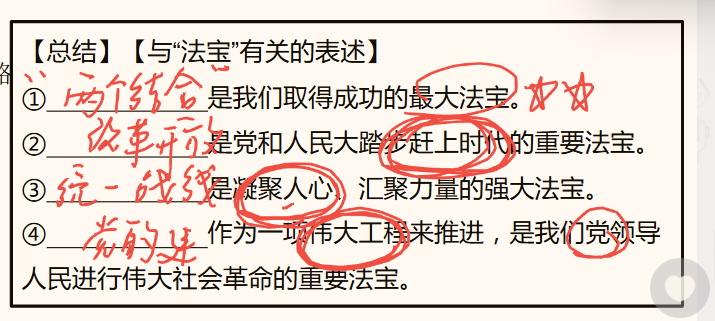 【总结】【与“法宝”有关的表述】
①“两个结合”是我们取得成功的最大法宝。☆☆
②改革开放是党和人民大踏步赶上时代的重要法宝。
③统一战线是凝聚人心、汇聚力量的强大法宝。
④党的建作为一项伟大工程来推进，是我们党领导
人民进行伟大社会革命的重要法宝。